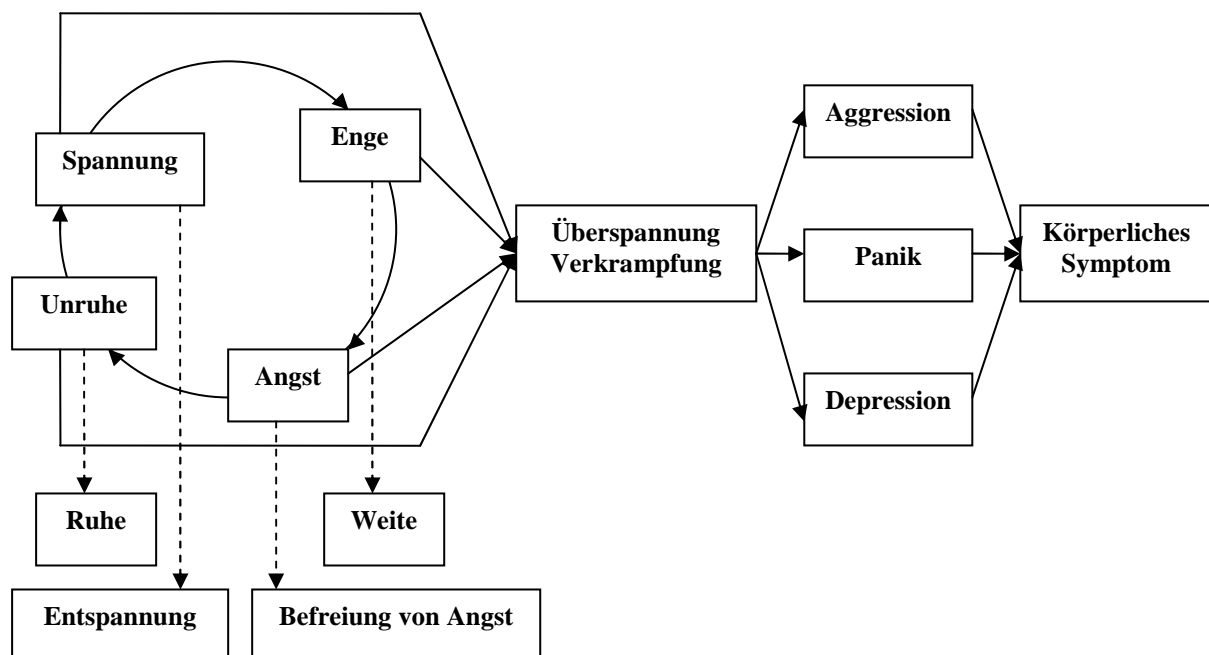 Aggression
Enge
Spannung
Überspannung
Verkrampfung
Panik
Körperliches
Symptom
Unruhe
Angst
Depression
Ruhe
Weite
Entspannung
Befreiung von Angst